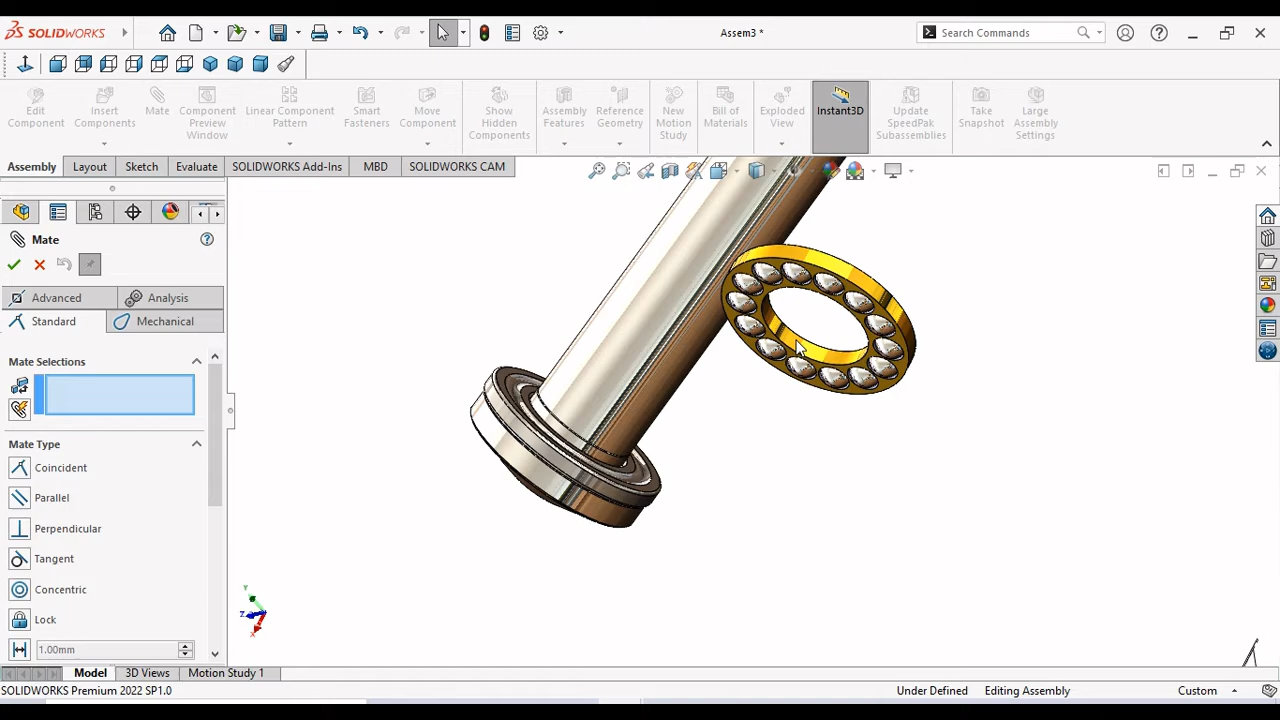 SOLIDWORKS
Assem3 *
Search Commands
Edit Component
Insert Components
Mate
Component Preview Window
Linear Component Pattern
Smart Fasteners
Move Component
Show Hidden Components
Assembly Features
Reference Geometry
New Motion Study
Bill of Materials
Exploded View
Instant3D
Update SpeedPak Subassemblies
Take Snapshot
Large Assembly Settings
Assembly
Layout
Sketch
Evaluate
SOLIDWORKS Add-Ins
MBD
SOLIDWORKS CAM
Mate
Advanced
Analysis
Standard
Mechanical
Mate Selections
Mate Type
Coincident
Parallel
Perpendicular
Tangent
Concentric
Lock
1.00mm
Y
Z
X
Model
3D Views
Motion Study 1
SOLIDWORKS Premium 2022 SP1.0
Under Defined
Editing Assembly
Custom